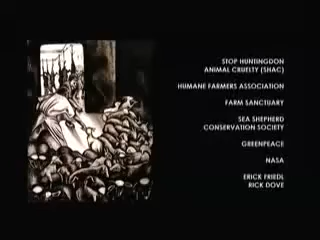 STOP HUNTINGDON
ANIMAL CRUELTY (SHAC)
HUMANE FARMERS ASSOCIATION
FARM SANCTUARY
SEA SHEPHERD
CONSERVATION SOCIETY
GREENPEACE
NASA
ERICK FRIEDL
RICK DOVE